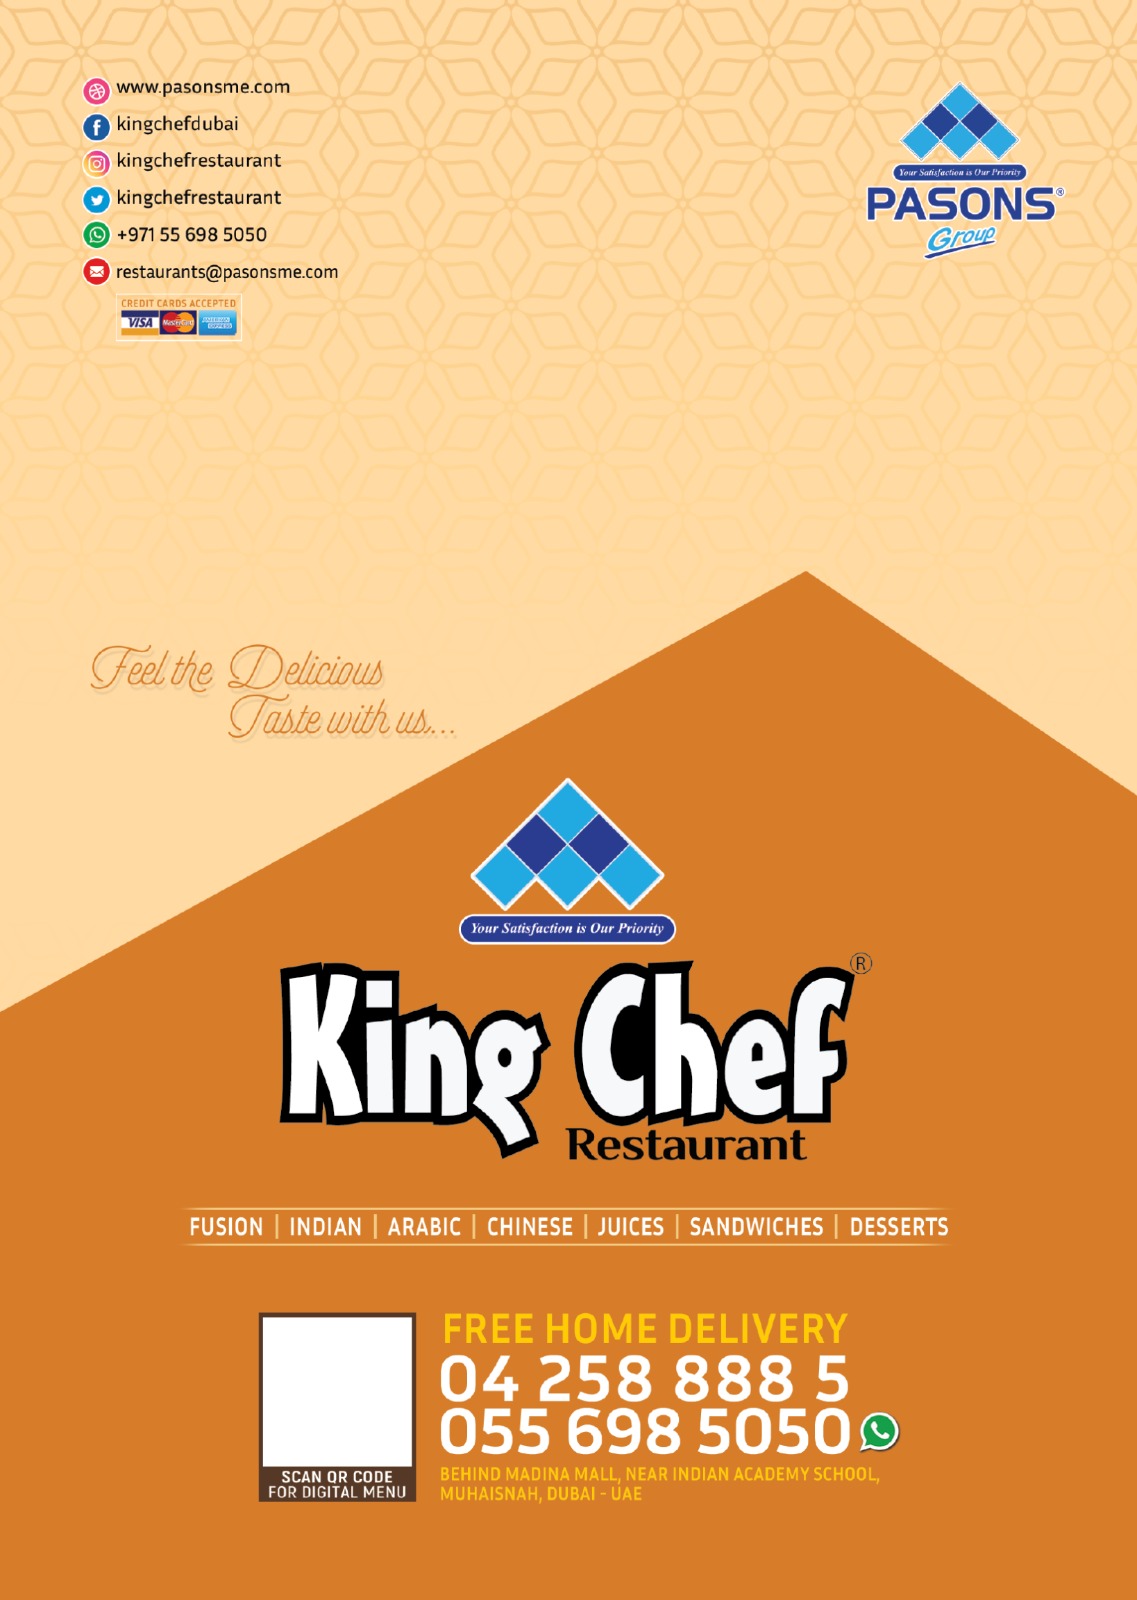 www.pasonsme.com
kingchefdubai
kingchefrestaurant
kingchefrestaurant
+971 55 698 5050
restaurants@pasonsme.com
CREDIT CARDS ACCEPTED
VISA MasterCard AMERICAN EXPRESS
Your Satisfaction is Our Priority
PASONS®
Group
Feel the Delicious
Taste with us...
Your Satisfaction is Our Priority
King Chef ®
Restaurant
FUSION | INDIAN | ARABIC | CHINESE | JUICES | SANDWICHES | DESSERTS
FREE HOME DELIVERY
04 258 888 5
055 698 5050
BEHIND MADINA MALL, NEAR INDIAN ACADEMY SCHOOL,
MUHAISNAH, DUBAI - UAE
SCAN QR CODE
FOR DIGITAL MENU